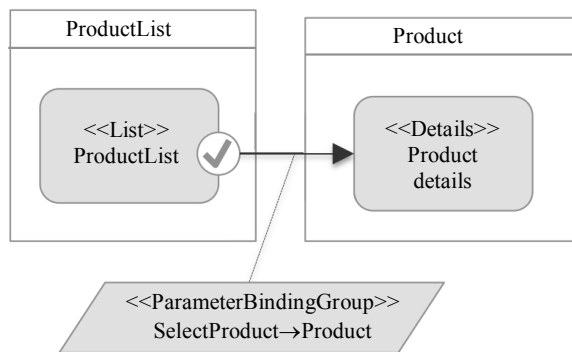 ProductList
Product
<<List>>
ProductList
<<Details>>
Product
details
<<ParameterBindingGroup>>
SelectProduct→Product